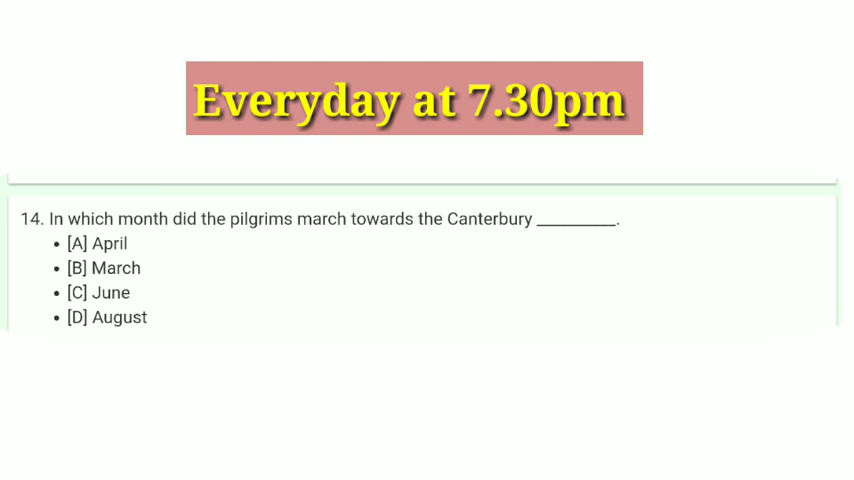 Everyday at 7.30pm
14. In which month did the pilgrims march towards the Canterbury _________.
• [A] April
• [B] March
• [C] June
• [D] August